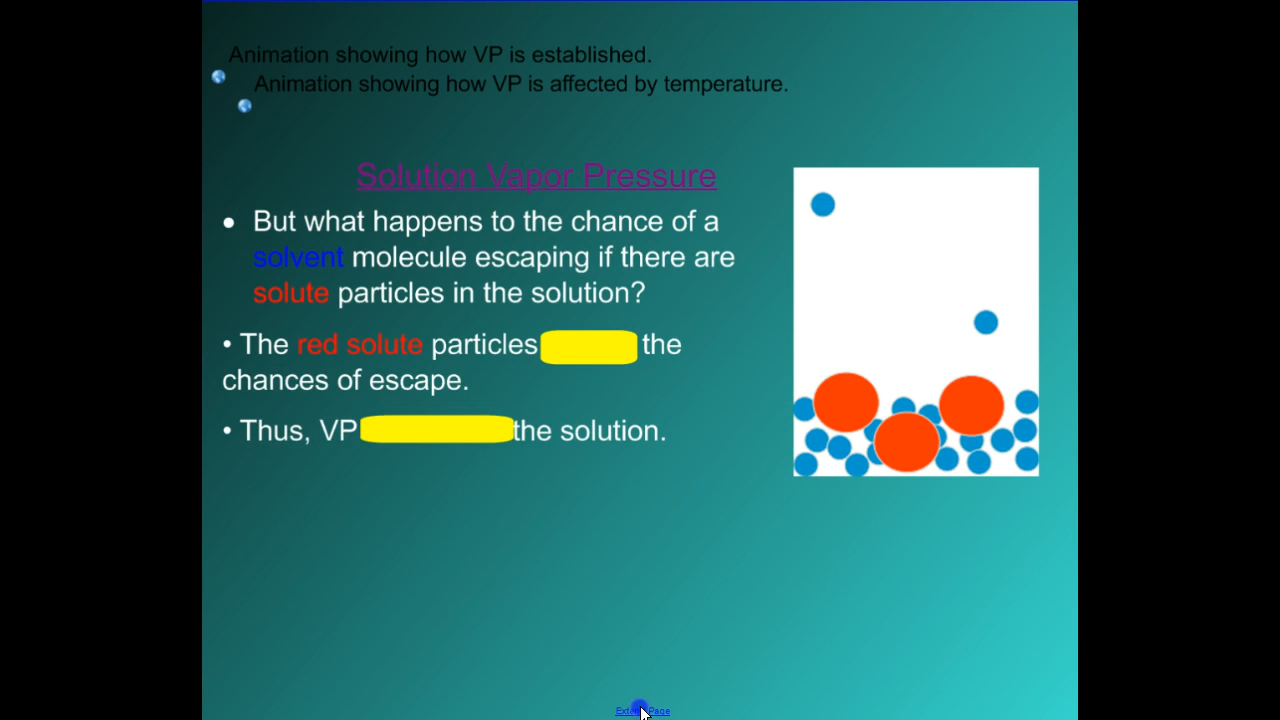 Animation showing how VP is established.
Animation showing how VP is affected by temperature.
Solution Vapor Pressure
• But what happens to the chance of a
solvent molecule escaping if there are
solute particles in the solution?
• The red solute particles the
chances of escape.
• Thus, VP the solution.
Page